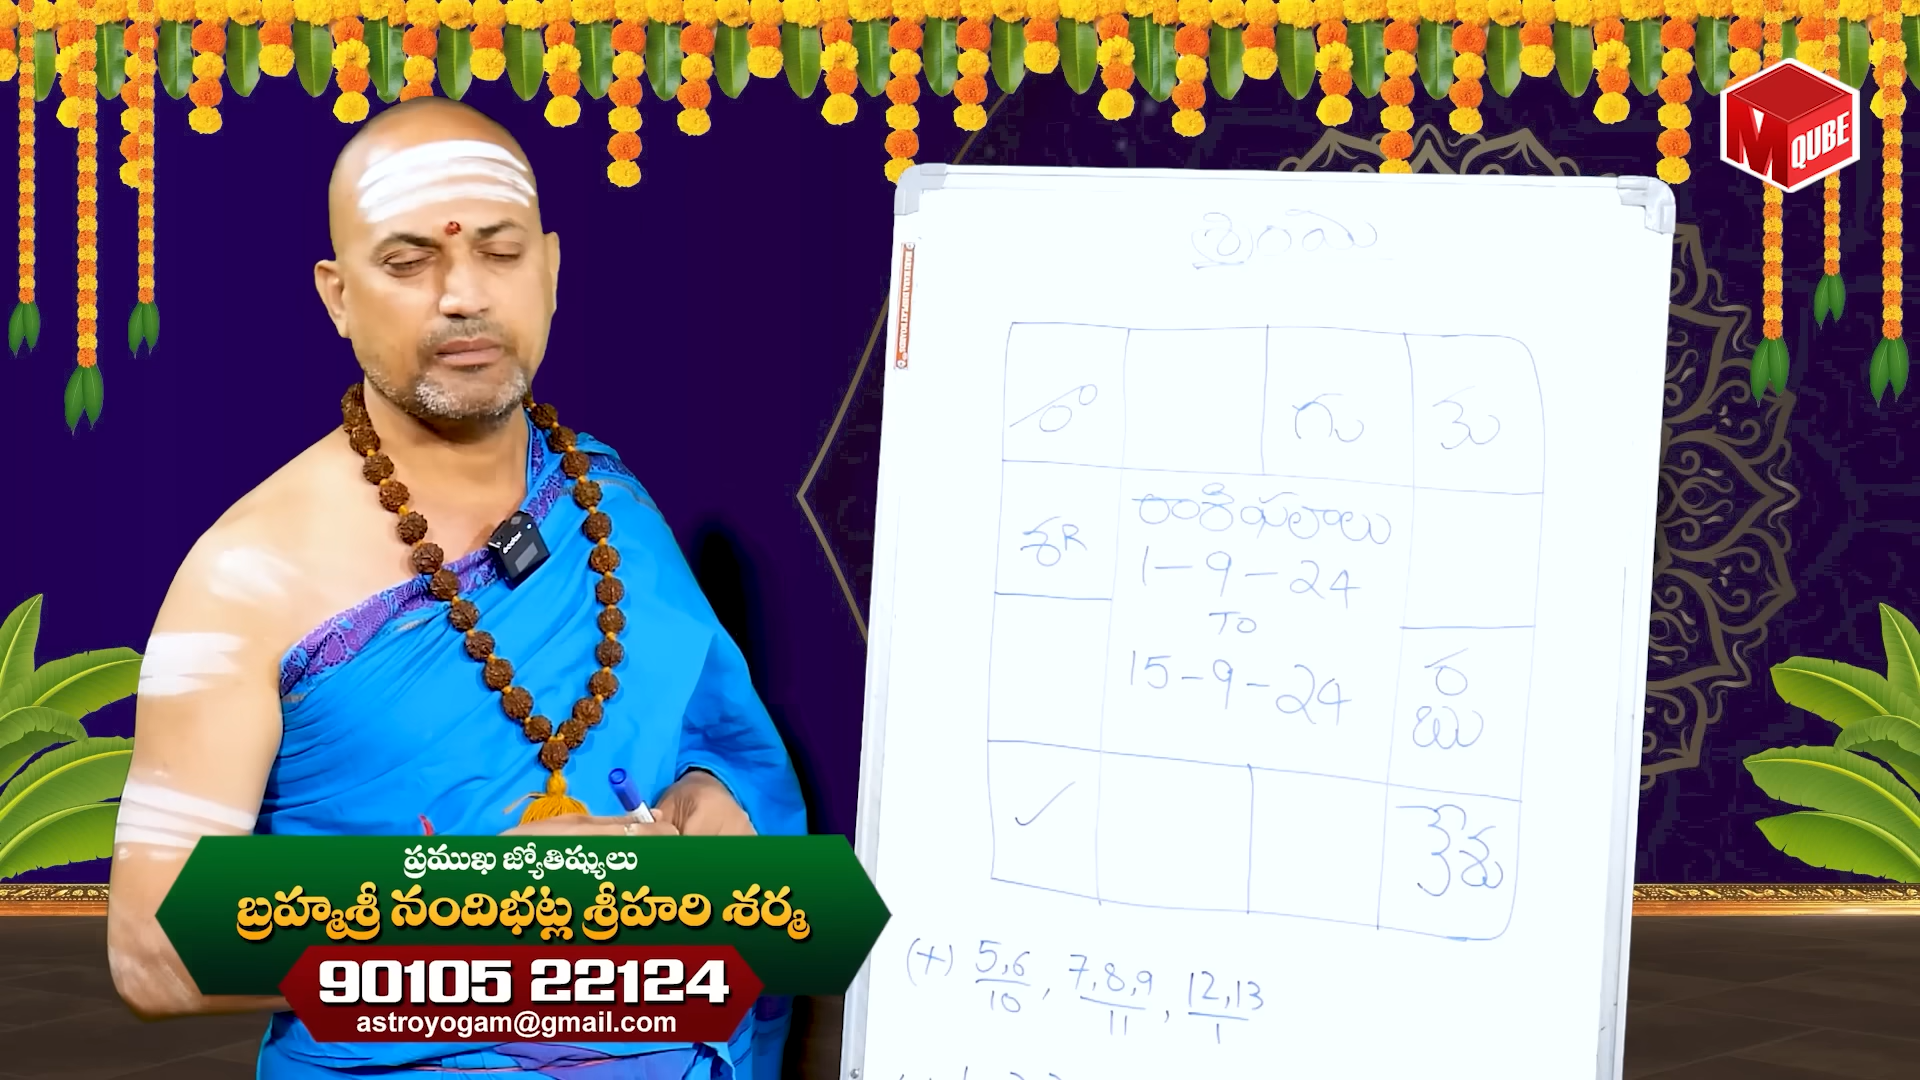 M QUBE
శ్రీరామ
రా
గు
కు
శR
రాశిఫలాలు
1-9-24
TO
15-9-24
ర
బు
కేశు
(+) 5,6/10, 7,8,9/11, 12,13/1
ప్రముఖ జ్యోతిష్యులు
బ్రహ్మశ్రీ నందిభట్ల శ్రీహరి శర్మ
90105 22124
astroyogam@gmail.com